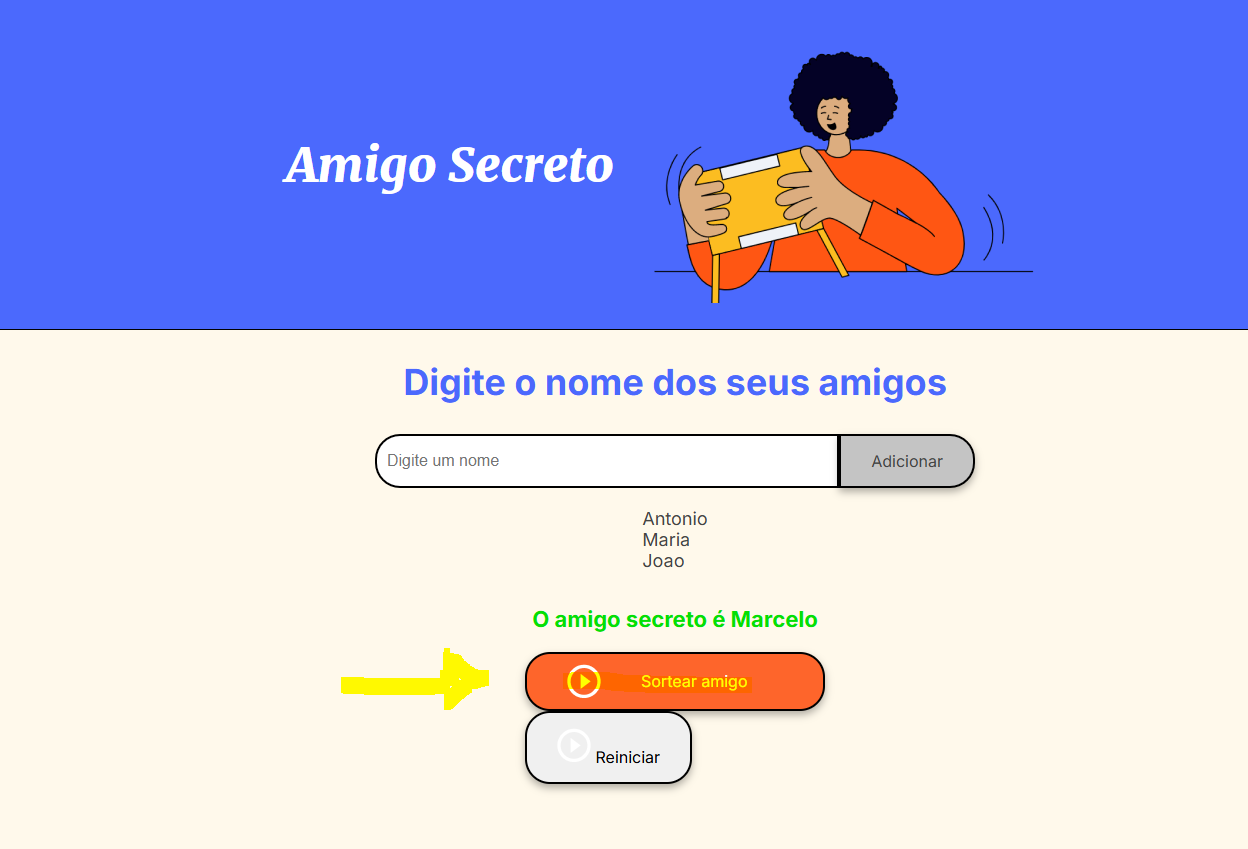 Amigo Secreto
Digite o nome dos seus amigos
Digite um nome
Adicionar
Antonio
Maria
Joao
O amigo secreto é Marcelo
Sortear amigo
Reiniciar